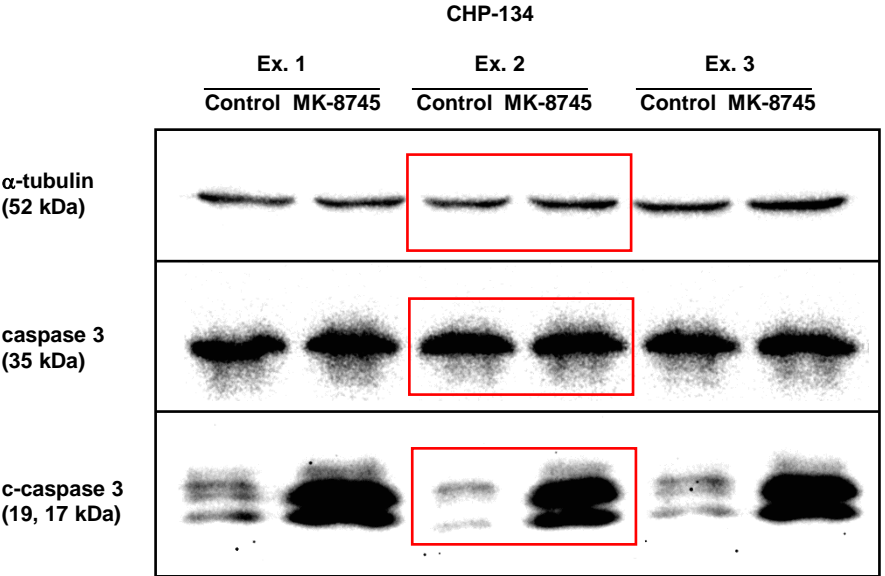 CHP-134
Ex. 1 Ex. 2 Ex. 3
Control MK-8745 Control MK-8745 Control MK-8745
α-tubulin
(52 kDa)
caspase 3
(35 kDa)
c-caspase 3
(19, 17 kDa)